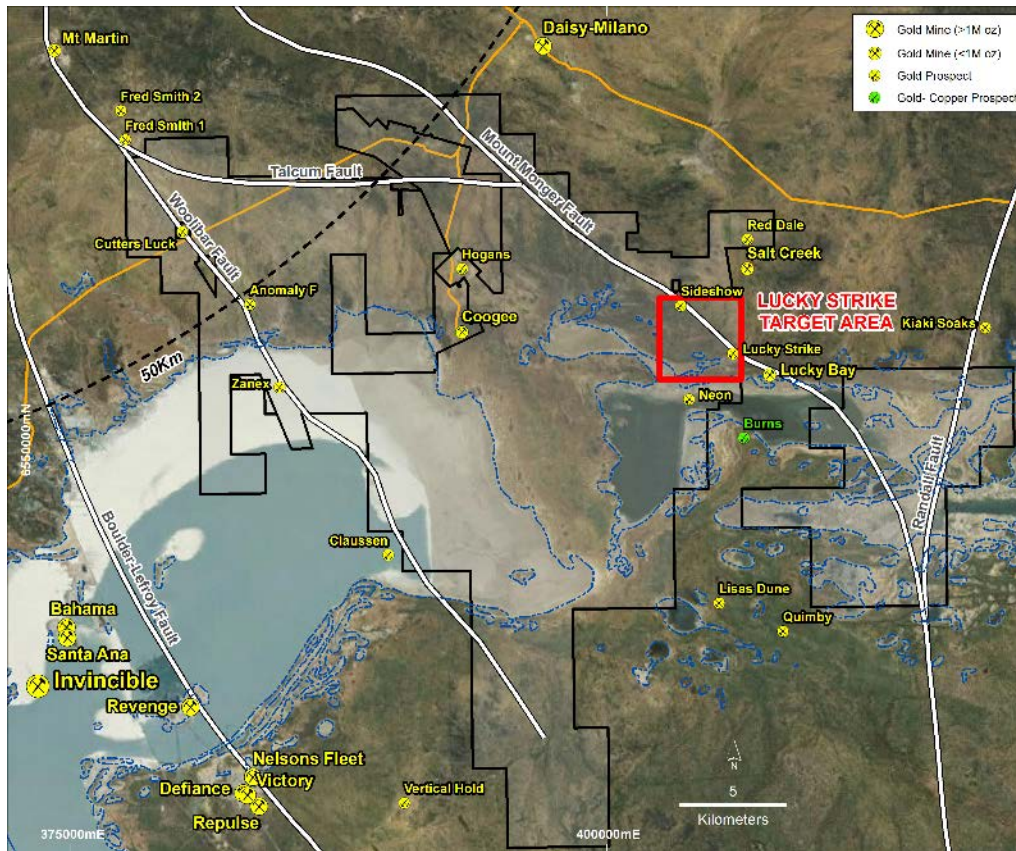 Mt Martin
Daisy-Milano
Gold Mine (>1M oz)
Gold Mine (<1M oz)
Gold Prospect
Gold- Copper Prospect
Fred Smith 2
Fred Smith 1
Talcum Fault
Mount Monger Fault
Woolibar Fault
Cutters Luck
Red Dale
Salt Creek
Hogans
Anomaly F
Coogee
Sideshow
LUCKY STRIKE
TARGET AREA
Kiaki Soaks
Lucky Strike
Lucky Bay
50Km
Zanex
Neon
Burns
6550000mN
Randall Fault
Boulder-Lefroy Fault
Claussen
Lisas Dune
Quimby
Bahama
Santa Ana
Invincible
Revenge
Nelsons Fleet
Victory
Defiance
Repulse
Vertical Hold
N
5
Kilometers
375000mE
400000mE